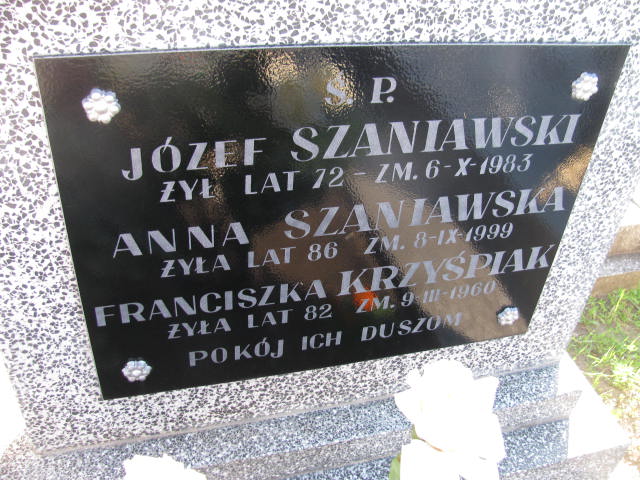 Ś. P.
JÓZEF SZANIAWSKI
ŻYŁ LAT 72 - ZM. 6-X-1983
ANNA SZANIAWSKA
ŻYŁA LAT 86 ZM. 8-IX-1999
FRANCISZKA KRZYŚPIAK
ŻYŁA LAT 82 ZM. 9-III-1960
POKÓJ ICH DUSZOM